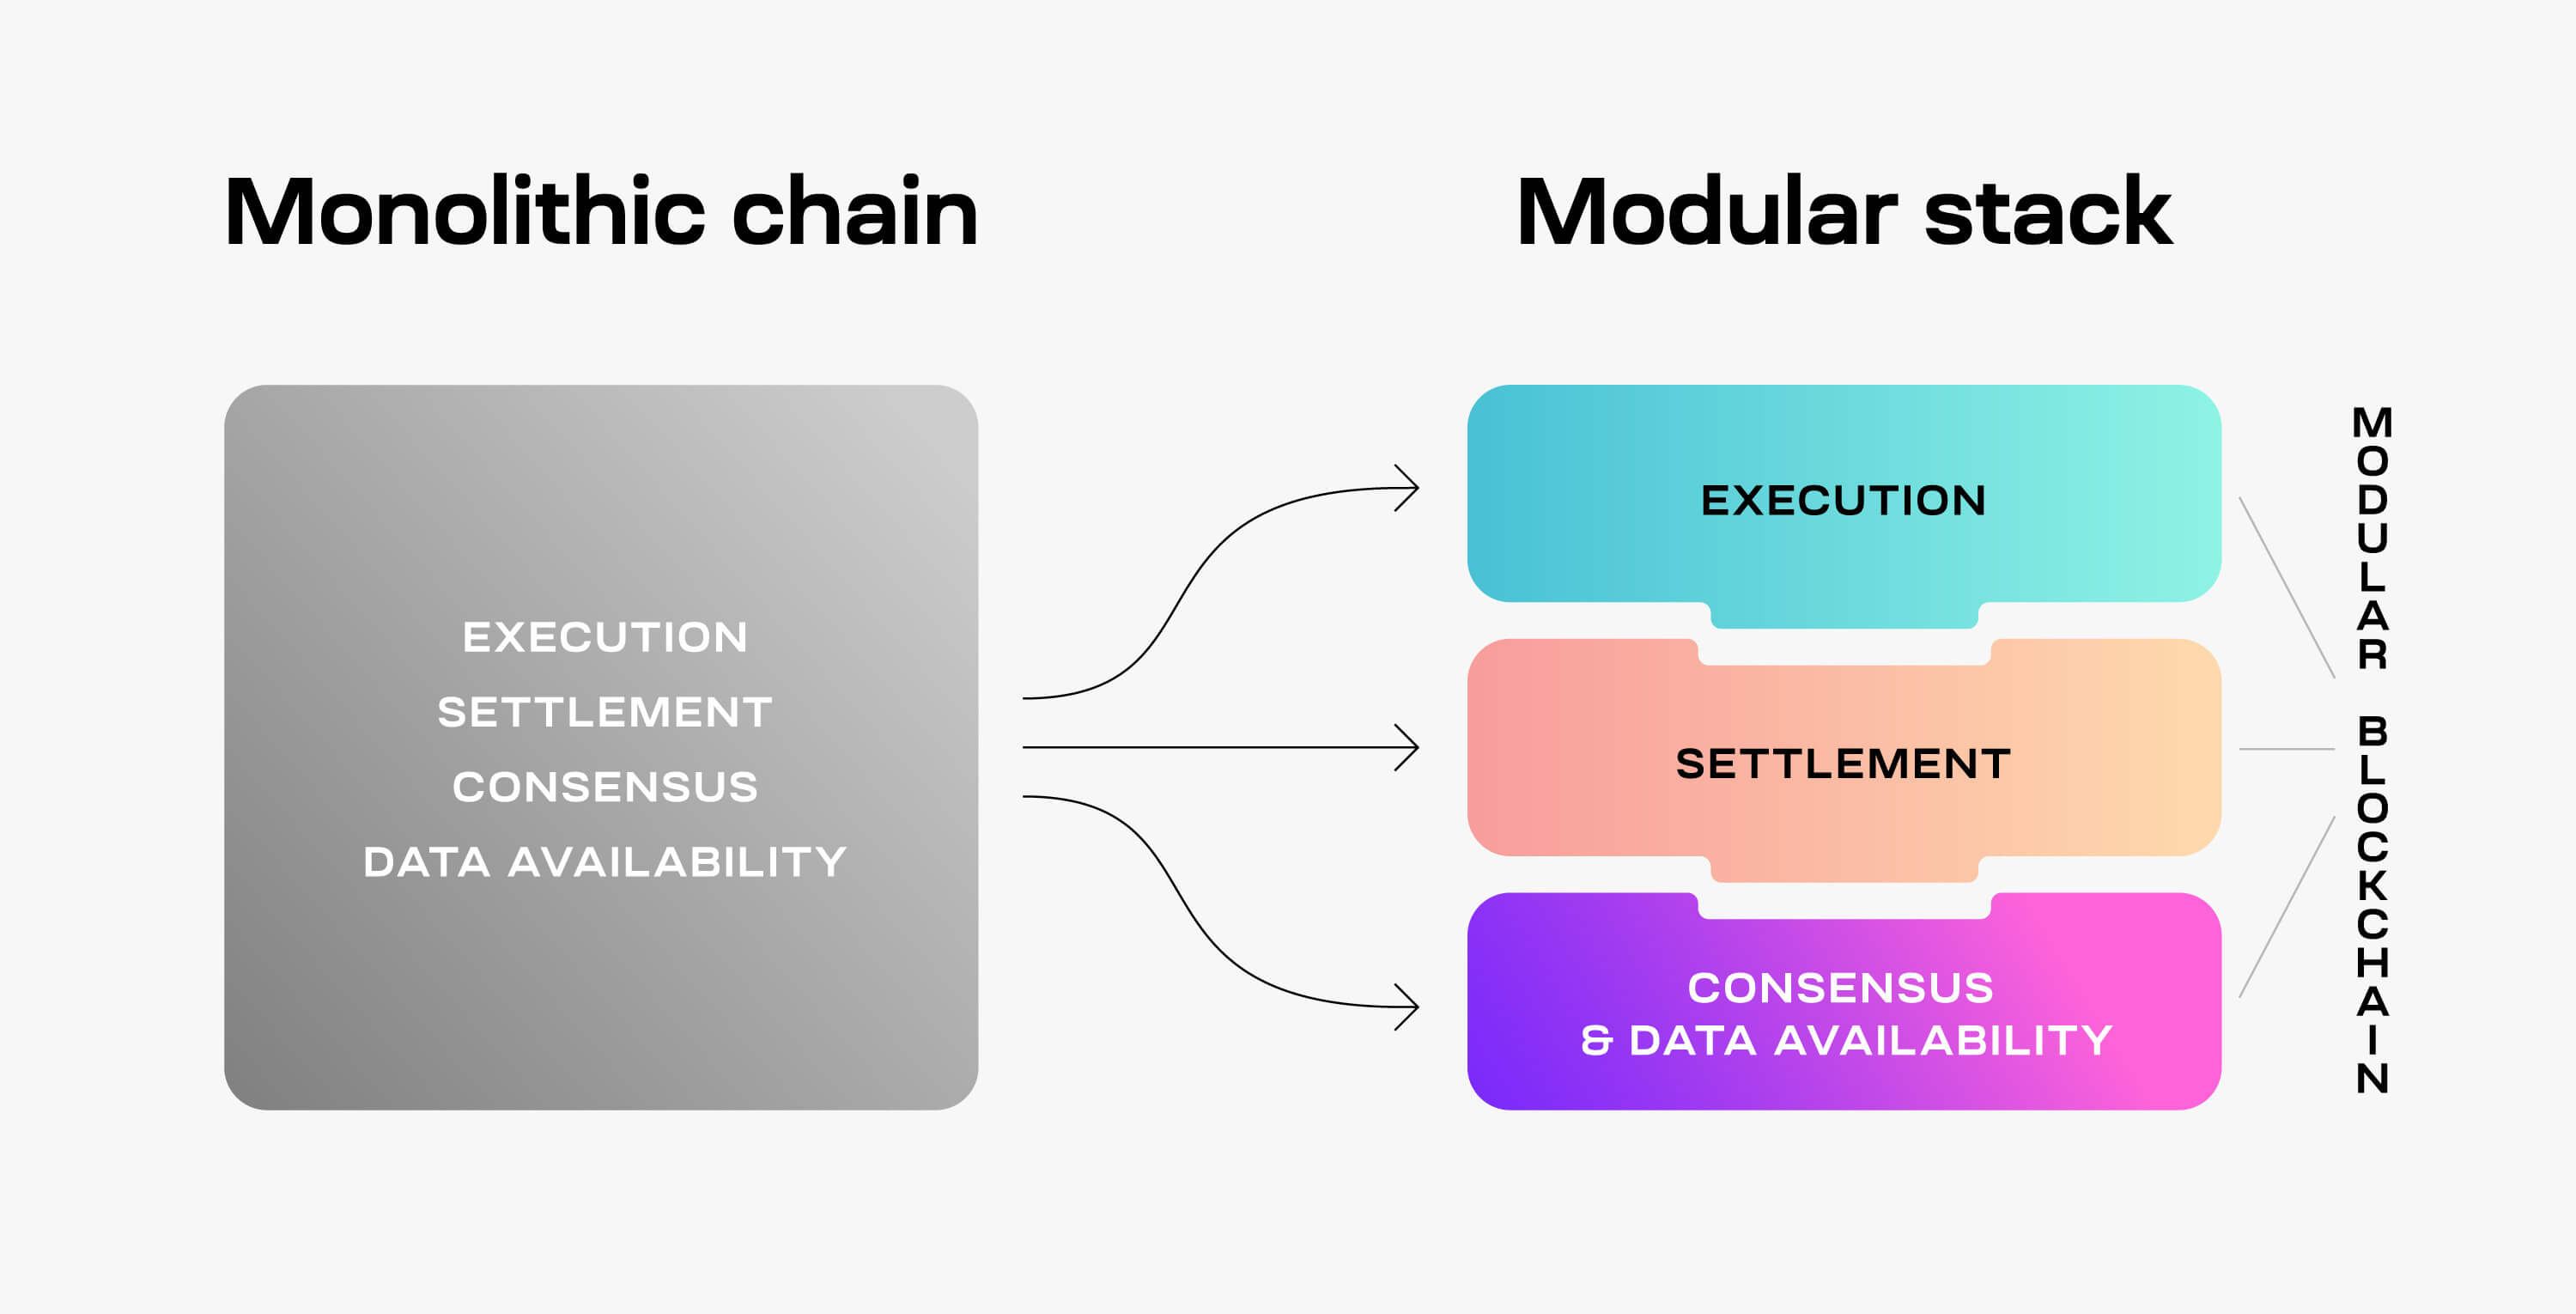 Monolithic chain
EXECUTION
SETTLEMENT
CONSENSUS
DATA AVAILABILITY
Modular stack
EXECUTION
SETTLEMENT
CONSENSUS
& DATA AVAILABILITY
MODULAR BLOCKCHAIN